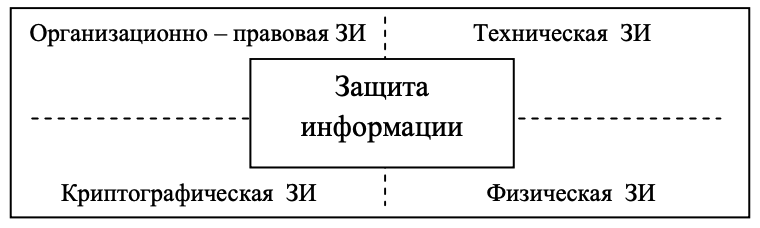 Организационно – правовая ЗИ
Техническая ЗИ
Защита
информации
Криптографическая ЗИ
Физическая ЗИ